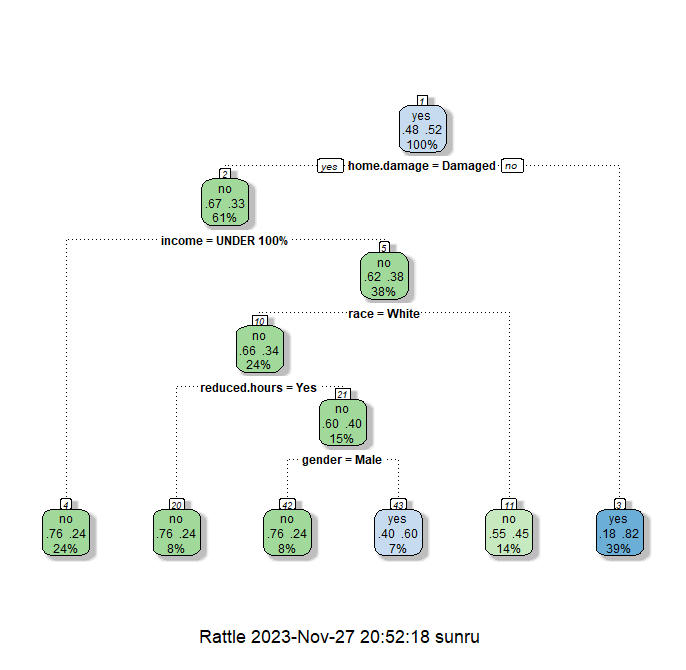 1
yes
.48 .52
100%
yes home.damage = Damaged no
2
no
.67 .33
61%
income = UNDER 100%
5
no
.62 .38
38%
race = White
10
no
.66 .34
24%
reduced.hours = Yes
21
no
.60 .40
15%
gender = Male
4
no
.76 .24
24%
20
no
.76 .24
8%
42
no
.76 .24
8%
43
yes
.40 .60
7%
11
no
.55 .45
14%
3
yes
.18 .82
39%
Rattle 2023-Nov-27 20:52:18 sunru